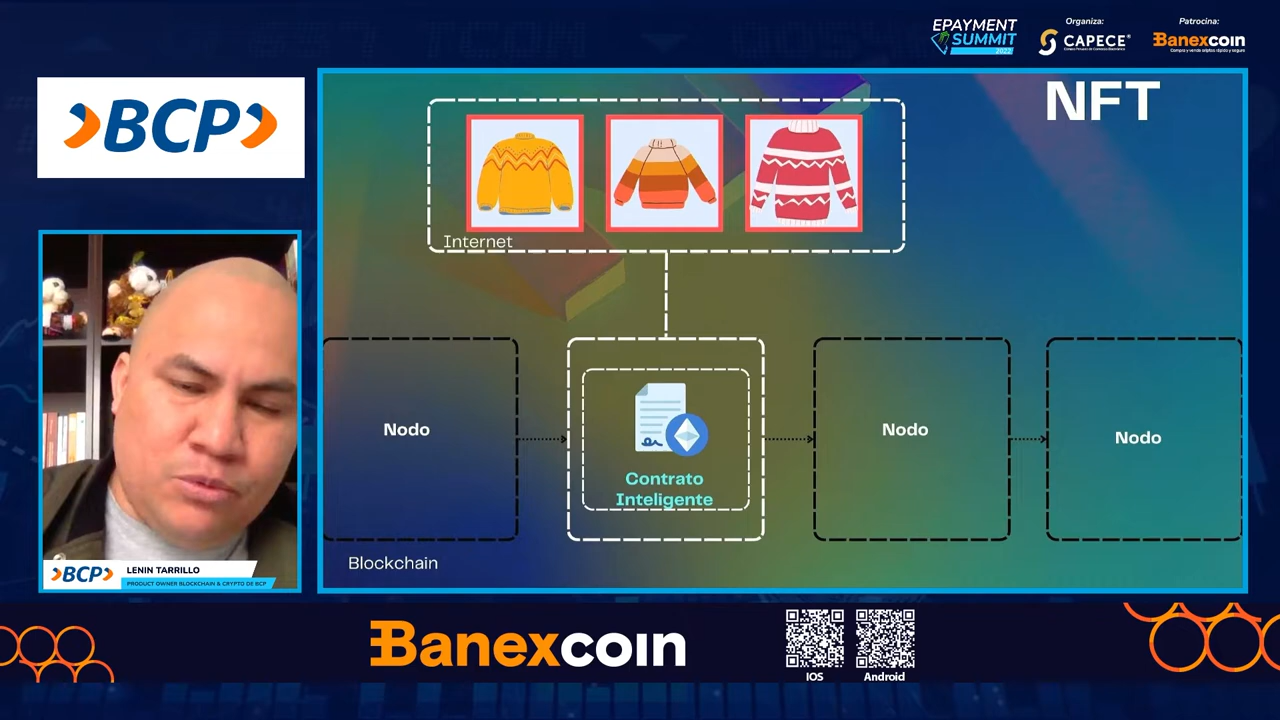 EPAYMENT
SUMMIT
2022
Organiza:
CAPECE
Patrocina:
Banexcoin
BCP
NFT
Internet
Nodo
Contrato
Inteligente
Nodo
Nodo
Blockchain
BCP
LENIN TARRILLO
PRODUCT OWNER BLOCKCHAIN & CRYPTO DE BCP
Banexcoin
IOS
Android